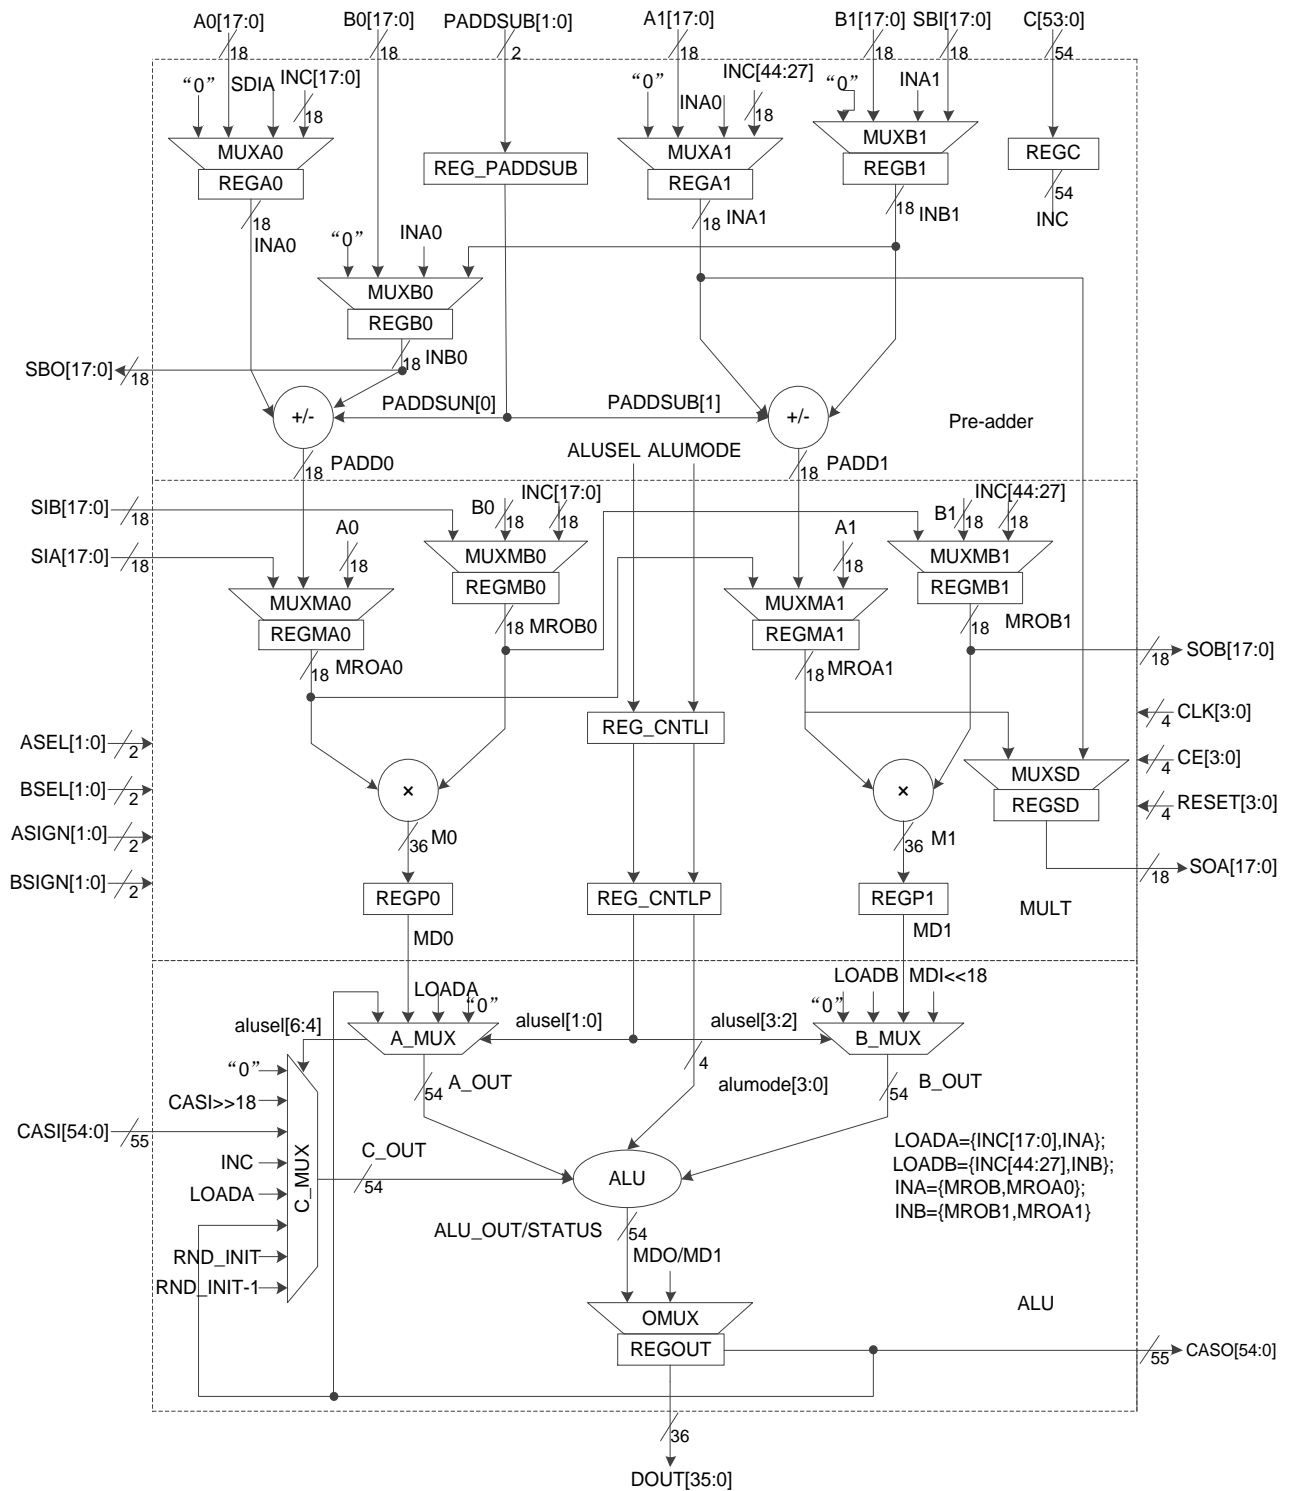 A0[17:0] B0[17:0] PADDSUB[1:0] A1[17:0] B1[17:0] SBI[17:0] C[53:0]
18 18 2 18 18 18 54
“0” SDIA INC[17:0] “0” INA0 INC[44:27] “0” INA1
18 18
MUXA0 MUXA1 MUXB1
REGA0 REG_PADDSUB REGA1 REGB1 REGC
18 18 18 54
INA0 INA1 INB1 INC
“0” INA0
MUXB0
REGB0
18 INB0
SBO[17:0] 18
+/- PADDSUN[0] PADDSUB[1] +/-
Pre-adder
18 PADD0 ALUSEL ALUMODE 18 PADD1
SIB[17:0] 18 B0 18 INC[17:0] 18 B1 18 INC[44:27] 18
SIA[17:0] 18 A0 18 A1 18
MUXMB0 MUXMB1
REGMB0 REGMB1
MUXMA0 MUXMA1
REGMA0 REGMA1
18 MROB0 18 MROB1
18 MROA0 18 MROA1
18 SOB[17:0]
REG_CNTLI
4 CLK[3:0]
ASEL[1:0] 2
4 CE[3:0]
MUXSD
BSEL[1:0] 2 × ×
REGSD
4 RESET[3:0]
ASIGN[1:0] 2
36 M0 36 M1
18 SOA[17:0]
BSIGN[1:0] 2
REGP0 REG_CNTLP REGP1
MULT
MD0 MD1
LOADA “0” “0” LOADB MDI<<18
alusel[6:4] alusel[1:0] alusel[3:2]
A_MUX B_MUX
“0” 54 A_OUT 4 alumode[3:0] 54 B_OUT
CASI>>18
CASI[54:0] 55
INC
LOADA
RND_INIT
RND_INIT-1
C_MUX
C_OUT
54
ALU
LOADA={INC[17:0],INA};
LOADB={INC[44:27],INB};
INA={MROB,MROA0};
INB={MROB1,MROA1}
ALU_OUT/STATUS 54
MDO/MD1
OMUX
ALU
REGOUT
55 CASO[54:0]
36
DOUT[35:0]